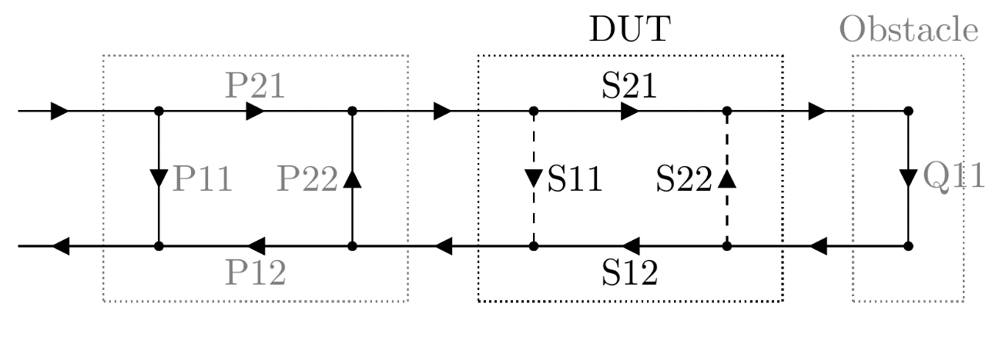 DUT
Obstacle
P21
S21
P11
P22
S11
S22
Q11
P12
S12